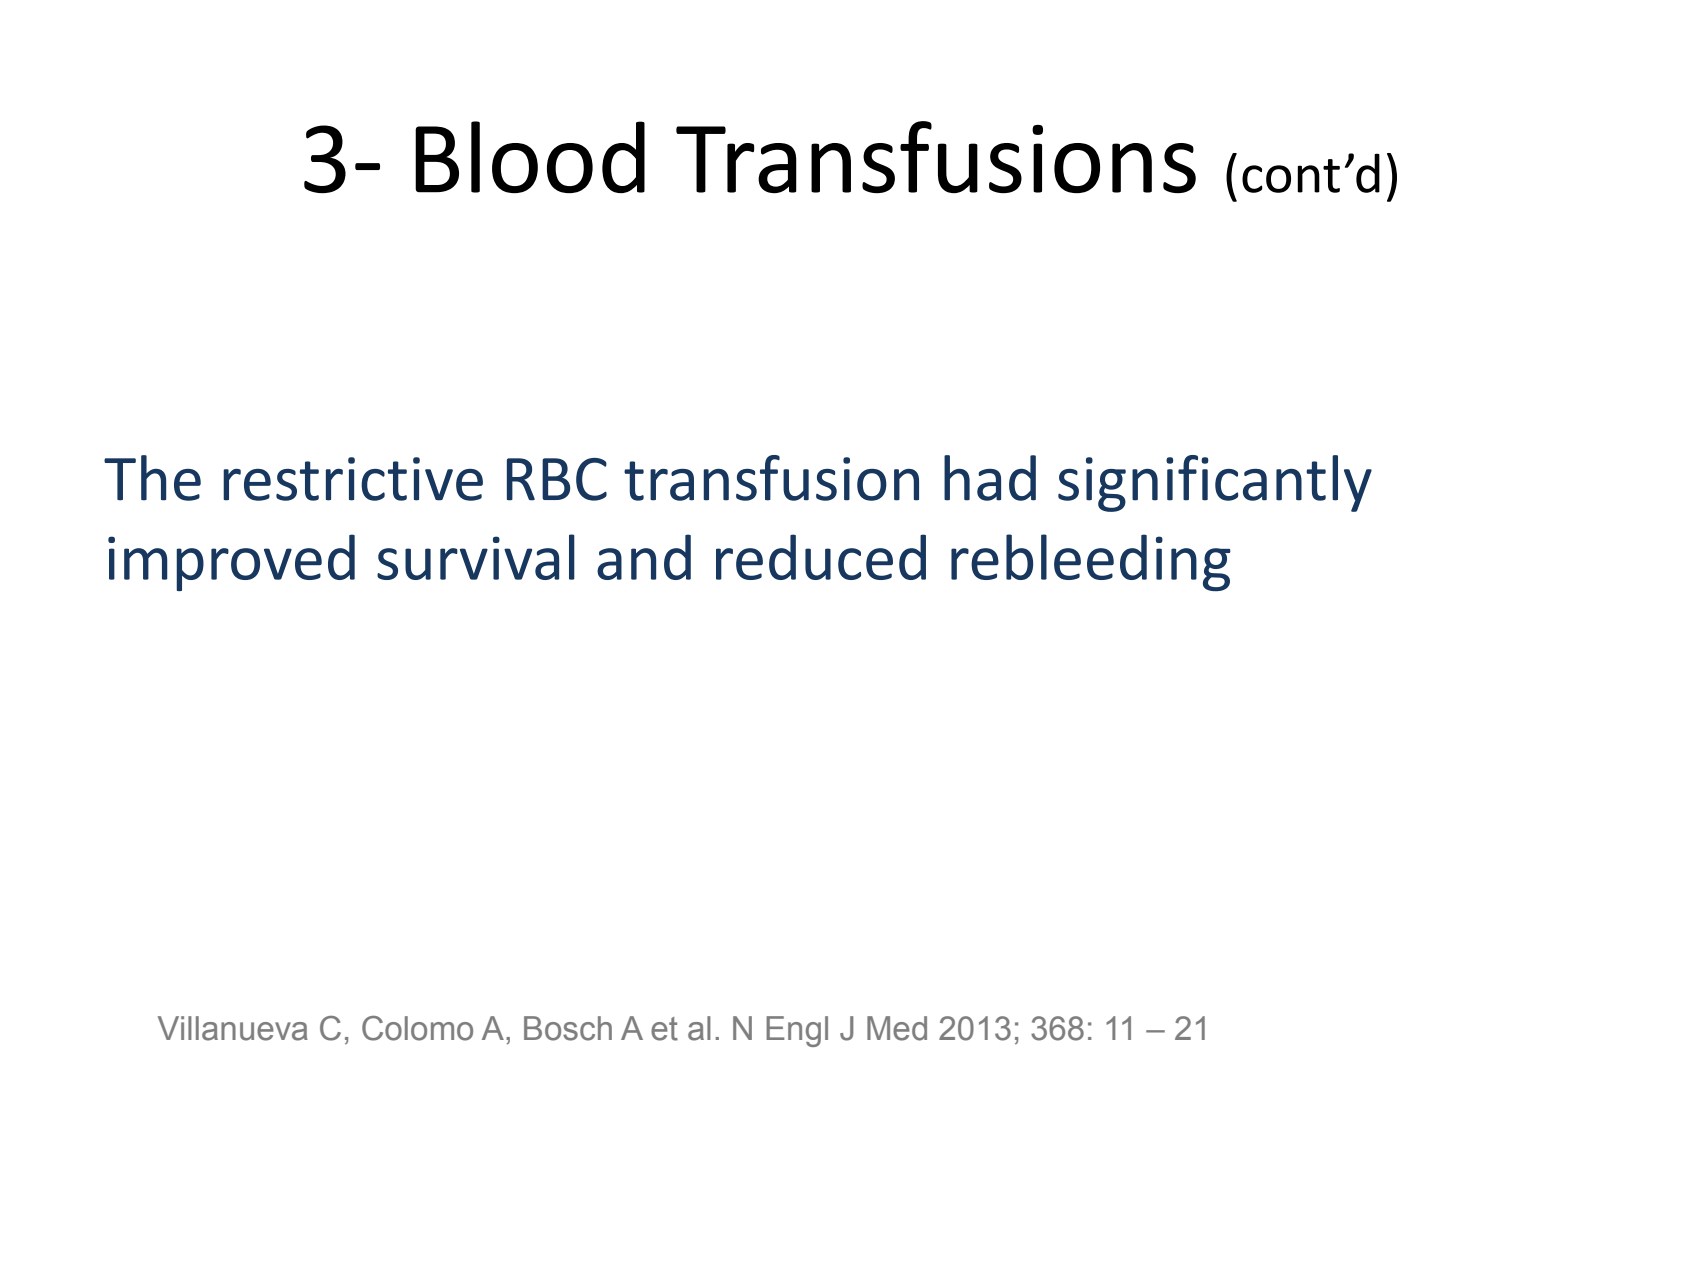 3- Blood Transfusions (cont’d)
The restrictive RBC transfusion had significantly
improved survival and reduced rebleeding
Villanueva C, Colomo A, Bosch A et al. N Engl J Med 2013; 368: 11 – 21